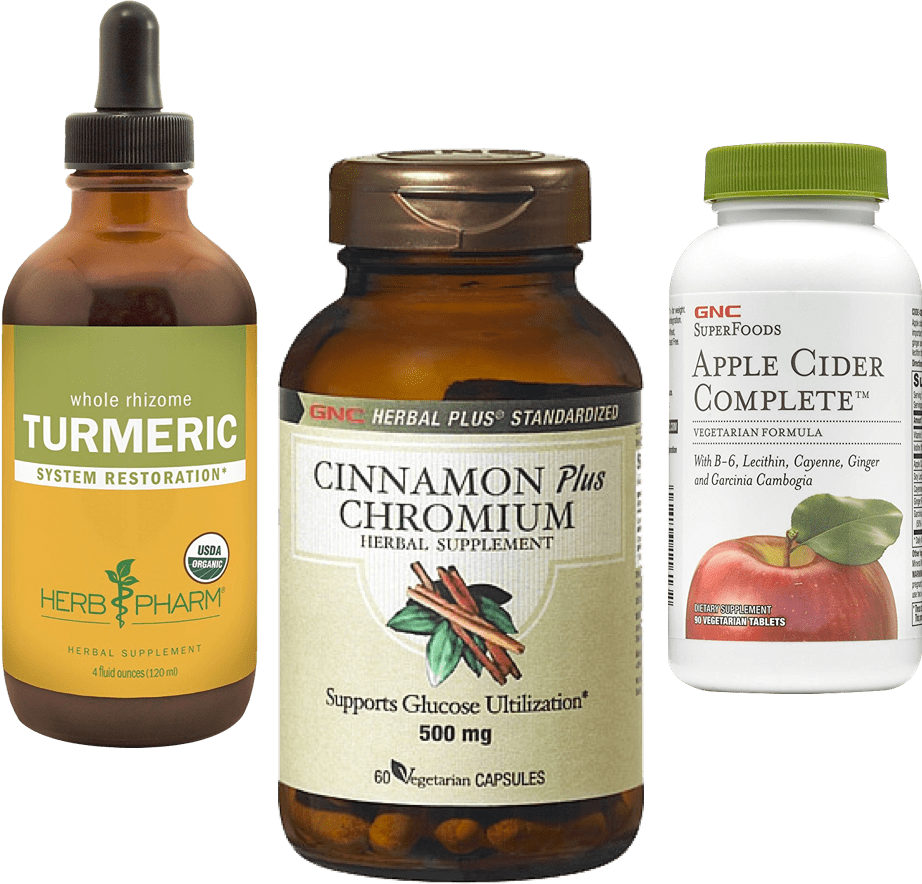 whole rhizome
TURMERIC
SYSTEM RESTORATION*
USDA
ORGANIC
HERB PHARM®
HERBAL SUPPLEMENT
4 fluid ounces (120 ml)
GNC HERBAL PLUS® STANDARDIZED
CINNAMON Plus
CHROMIUM
HERBAL SUPPLEMENT
Supports Glucose Ultilization*
500 mg
60 Vegetarian CAPSULES
GNC
SUPERFOODS
APPLE CIDER
COMPLETE™
VEGETARIAN FORMULA
With B-6, Lecithin, Cayenne, Ginger
and Garcinia Cambogia
DIETARY SUPPLEMENT
90 VEGETARIAN TABLETS